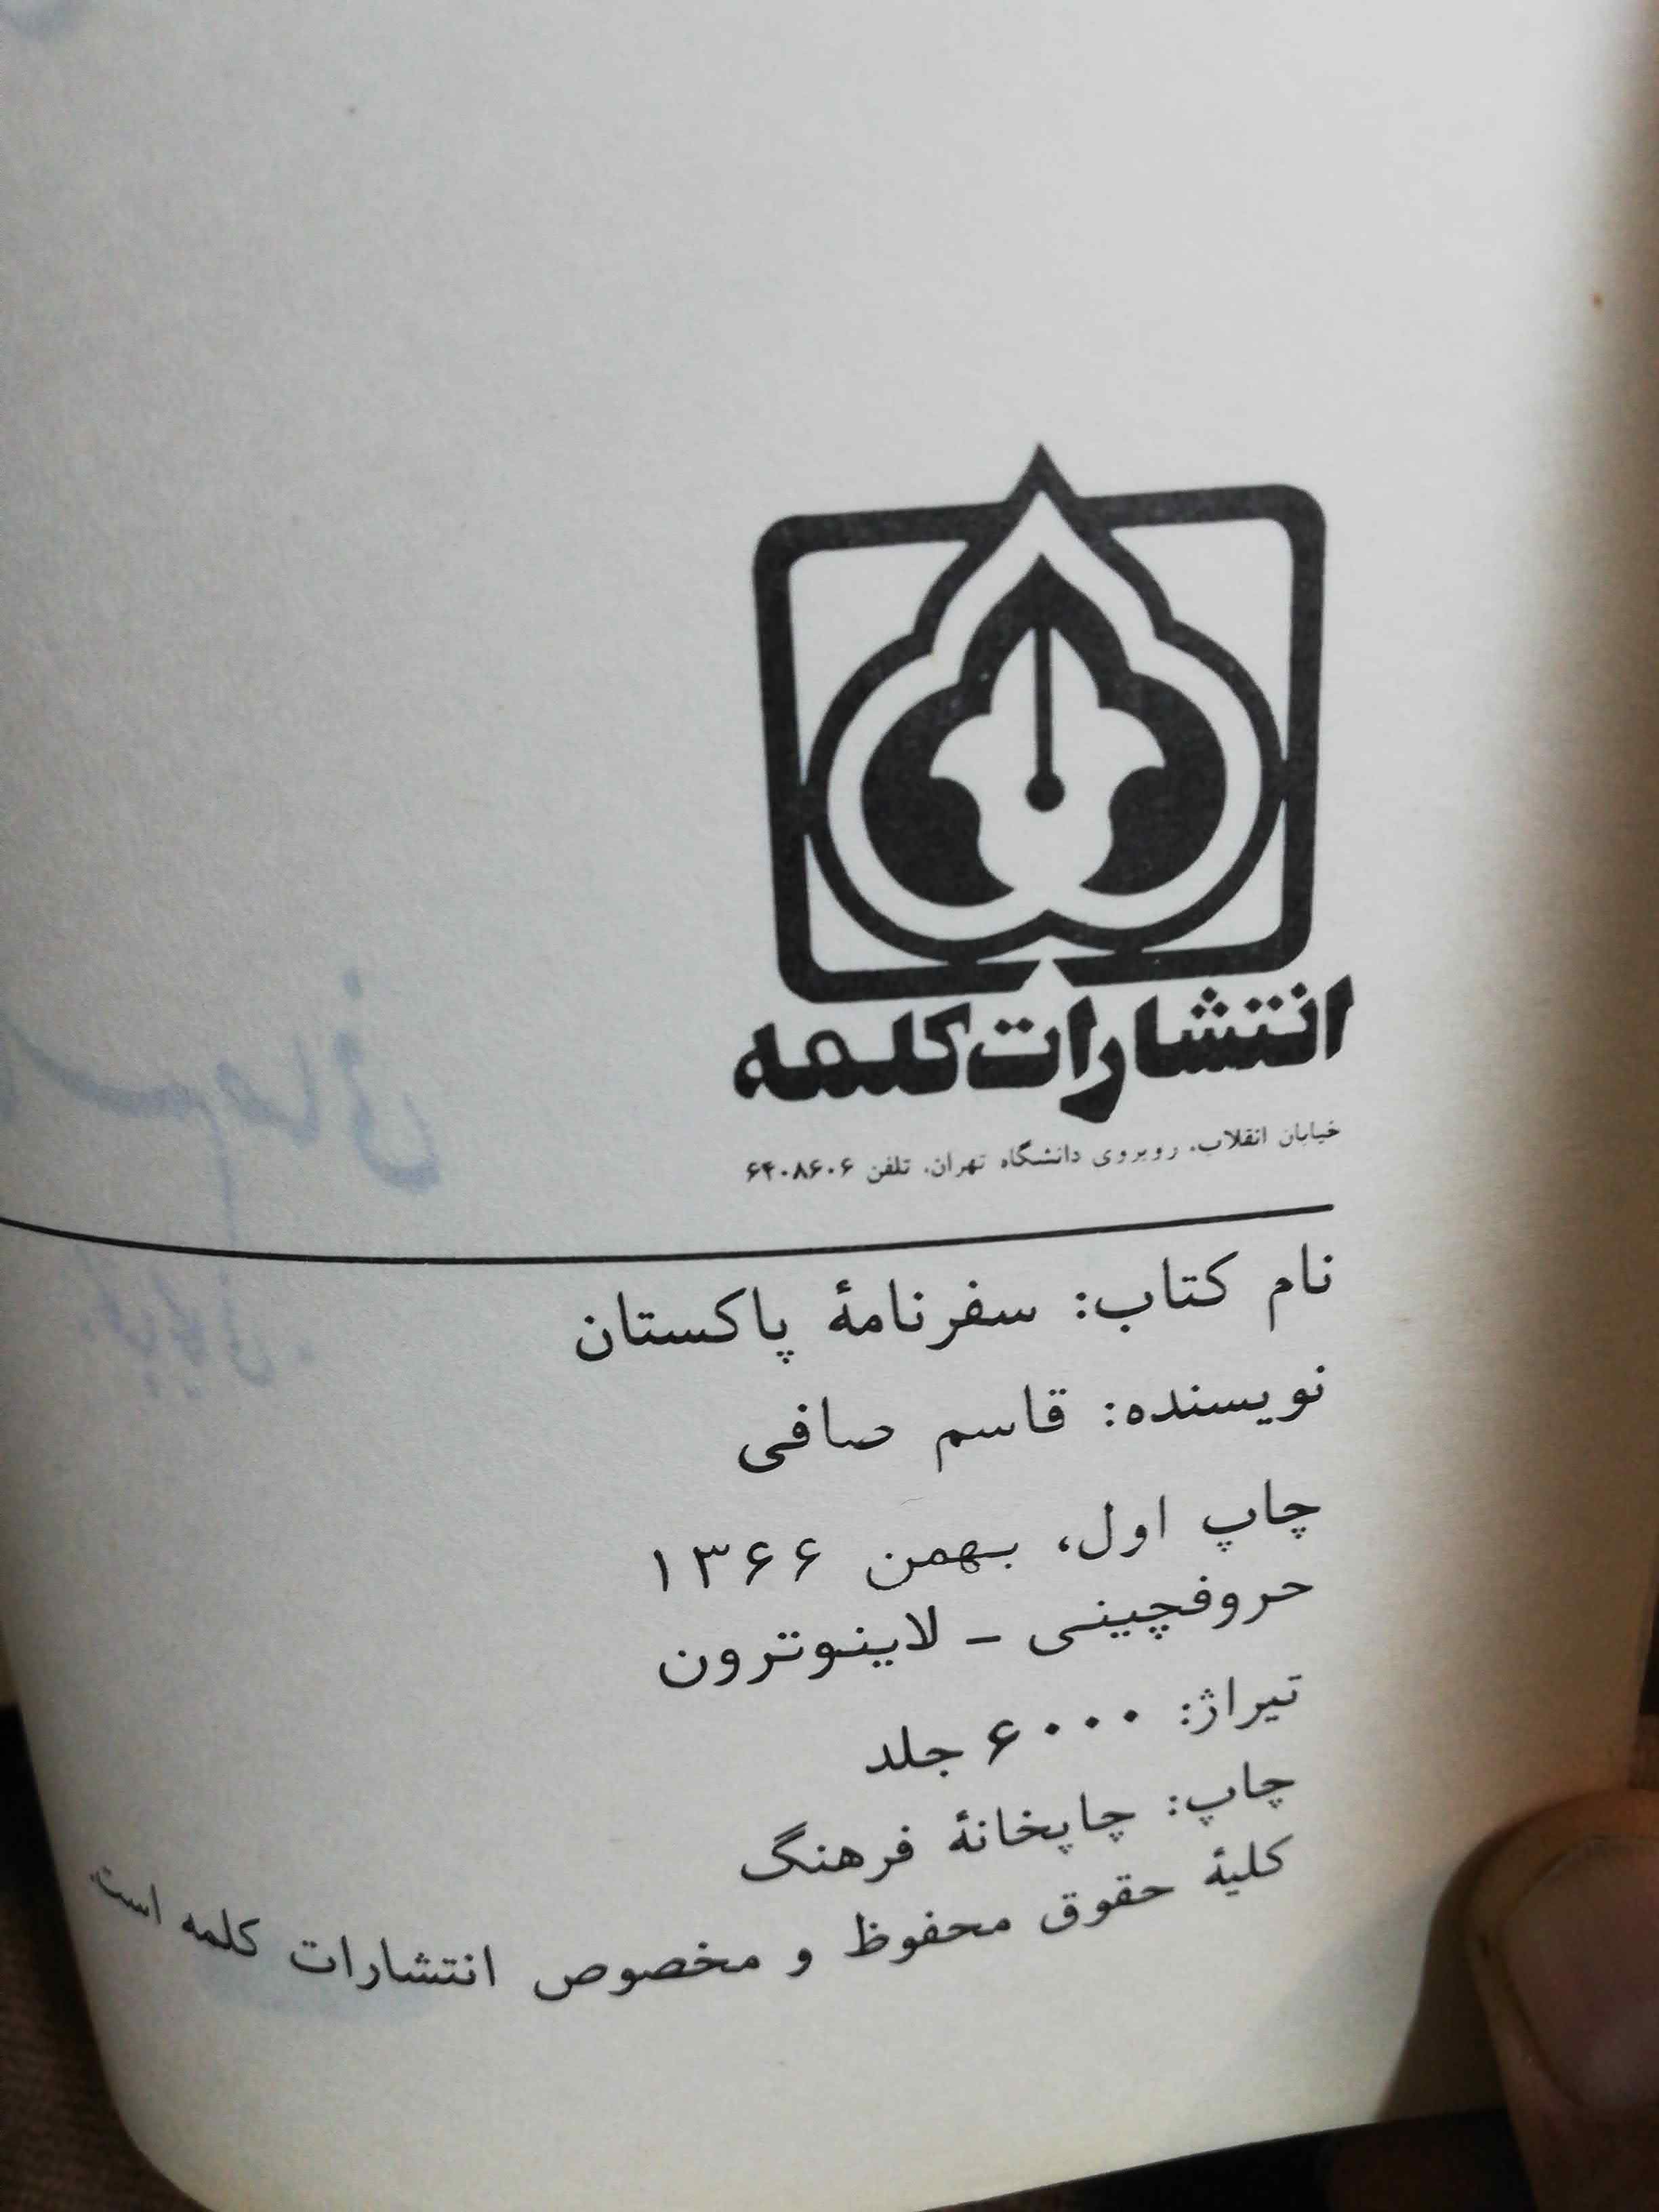 انتشارات کلمه
خیابان انقلاب، روبروی دانشگاه تهران، تلفن ۶۴۰۸۶۰۶
نام کتاب: سفرنامهٔ پاکستان
نویسنده: قاسم صافی
چاپ اول، بهمن ۱۳۶۶
حروفچینی - لاینوترون
تیراژ: ۶۰۰۰ جلد
چاپ: چاپخانهٔ فرهنگ
کلیهٔ حقوق محفوظ و مخصوص انتشارات کلمه است.